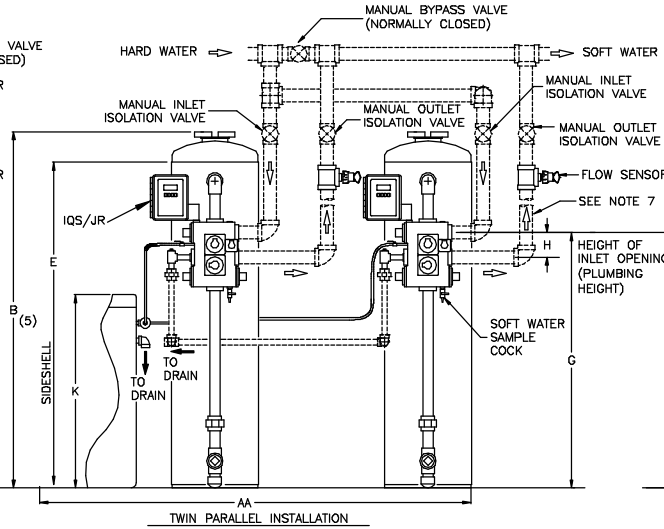 MANUAL BYPASS VALVE
(NORMALLY CLOSED)
VALVE
SED)
HARD WATER
SOFT WATER
R
MANUAL INLET
ISOLATION VALVE
MANUAL INLET
ISOLATION VALVE
MANUAL OUTLET
ISOLATION VALVE
MANUAL OUTLET
ISOLATION VALVE
R
FLOW SENSOR
SEE NOTE 7
IQS/JR
H
HEIGHT OF
INLET OPENING
(PLUMBING
HEIGHT)
E
B
(5)
SOFT WATER
SAMPLE
COCK
G
SIDESHELL
K
TO
DRAIN
TO
DRAIN
AA
TWIN PARALLEL INSTALLATION